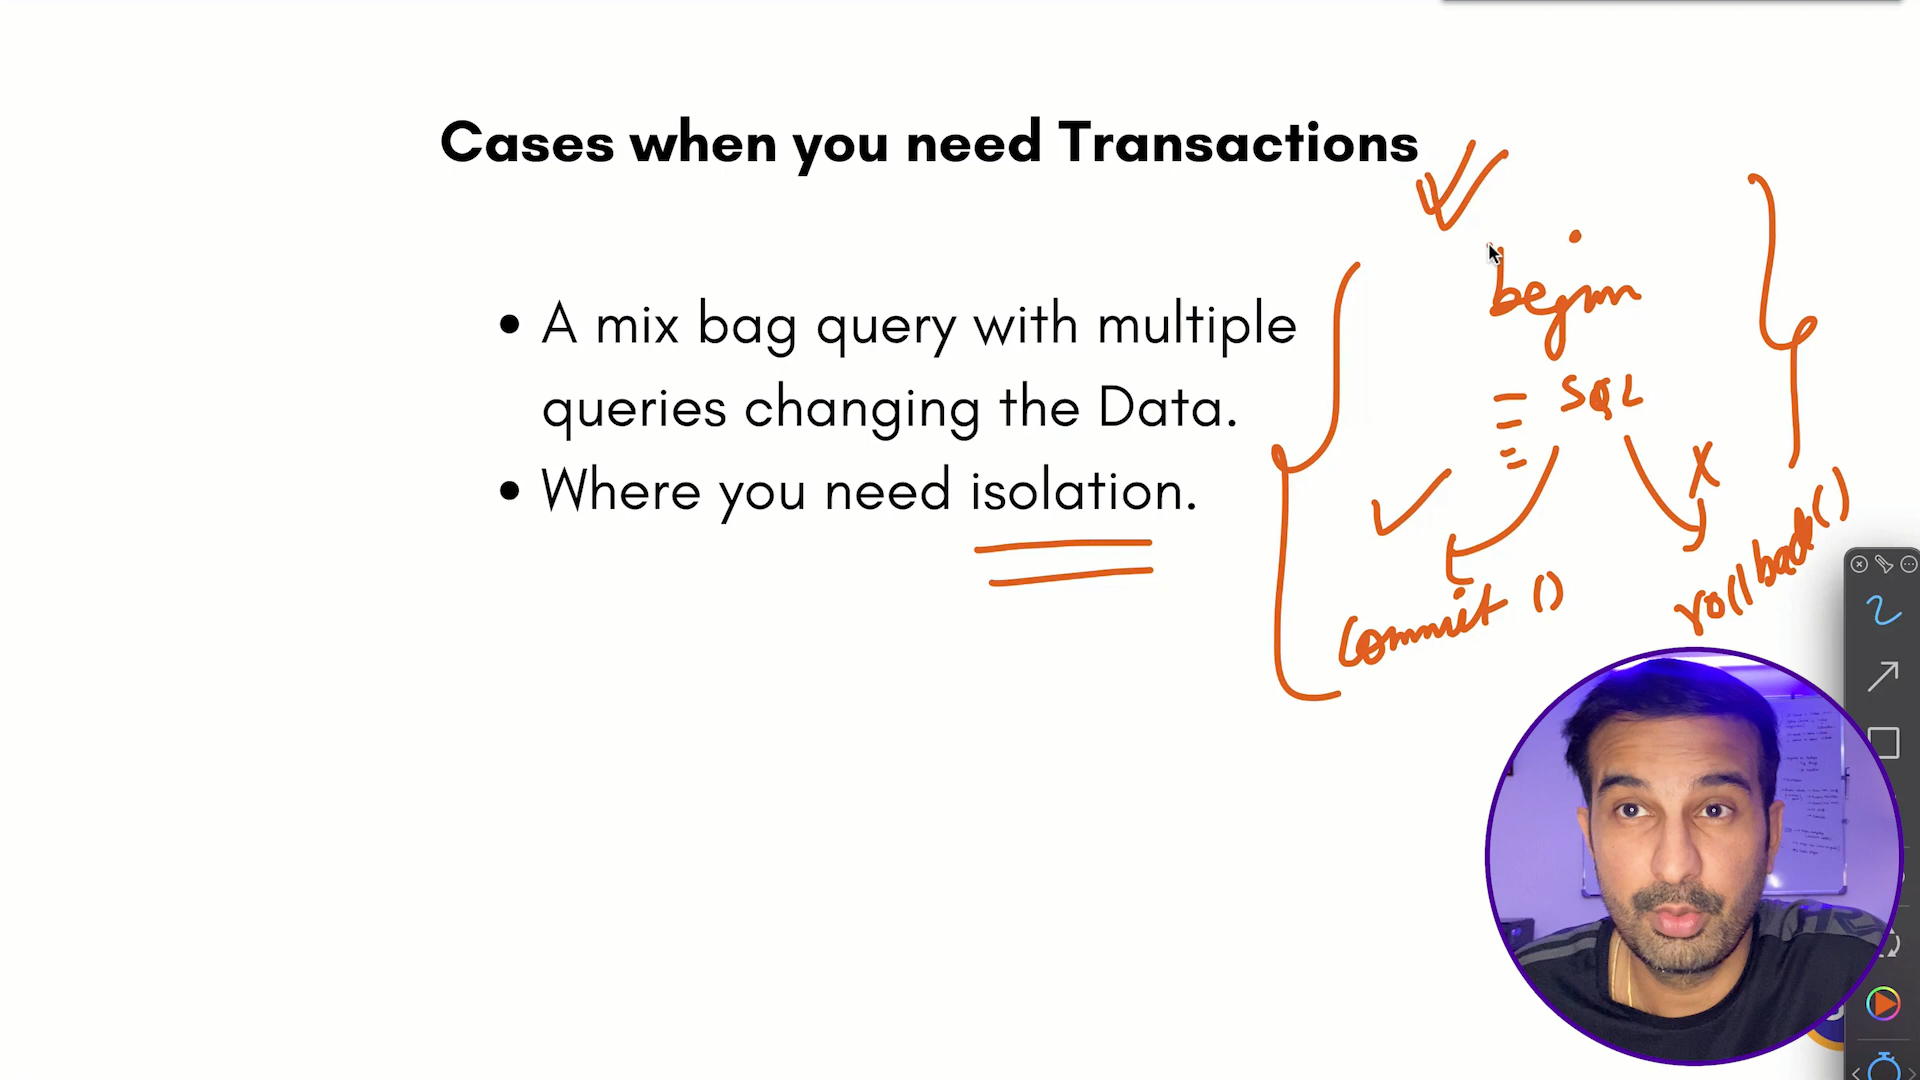 Cases when you need Transactions
• A mix bag query with multiple
queries changing the Data.
• Where you need isolation.
begin
SQL
X
commit ()
rollback()